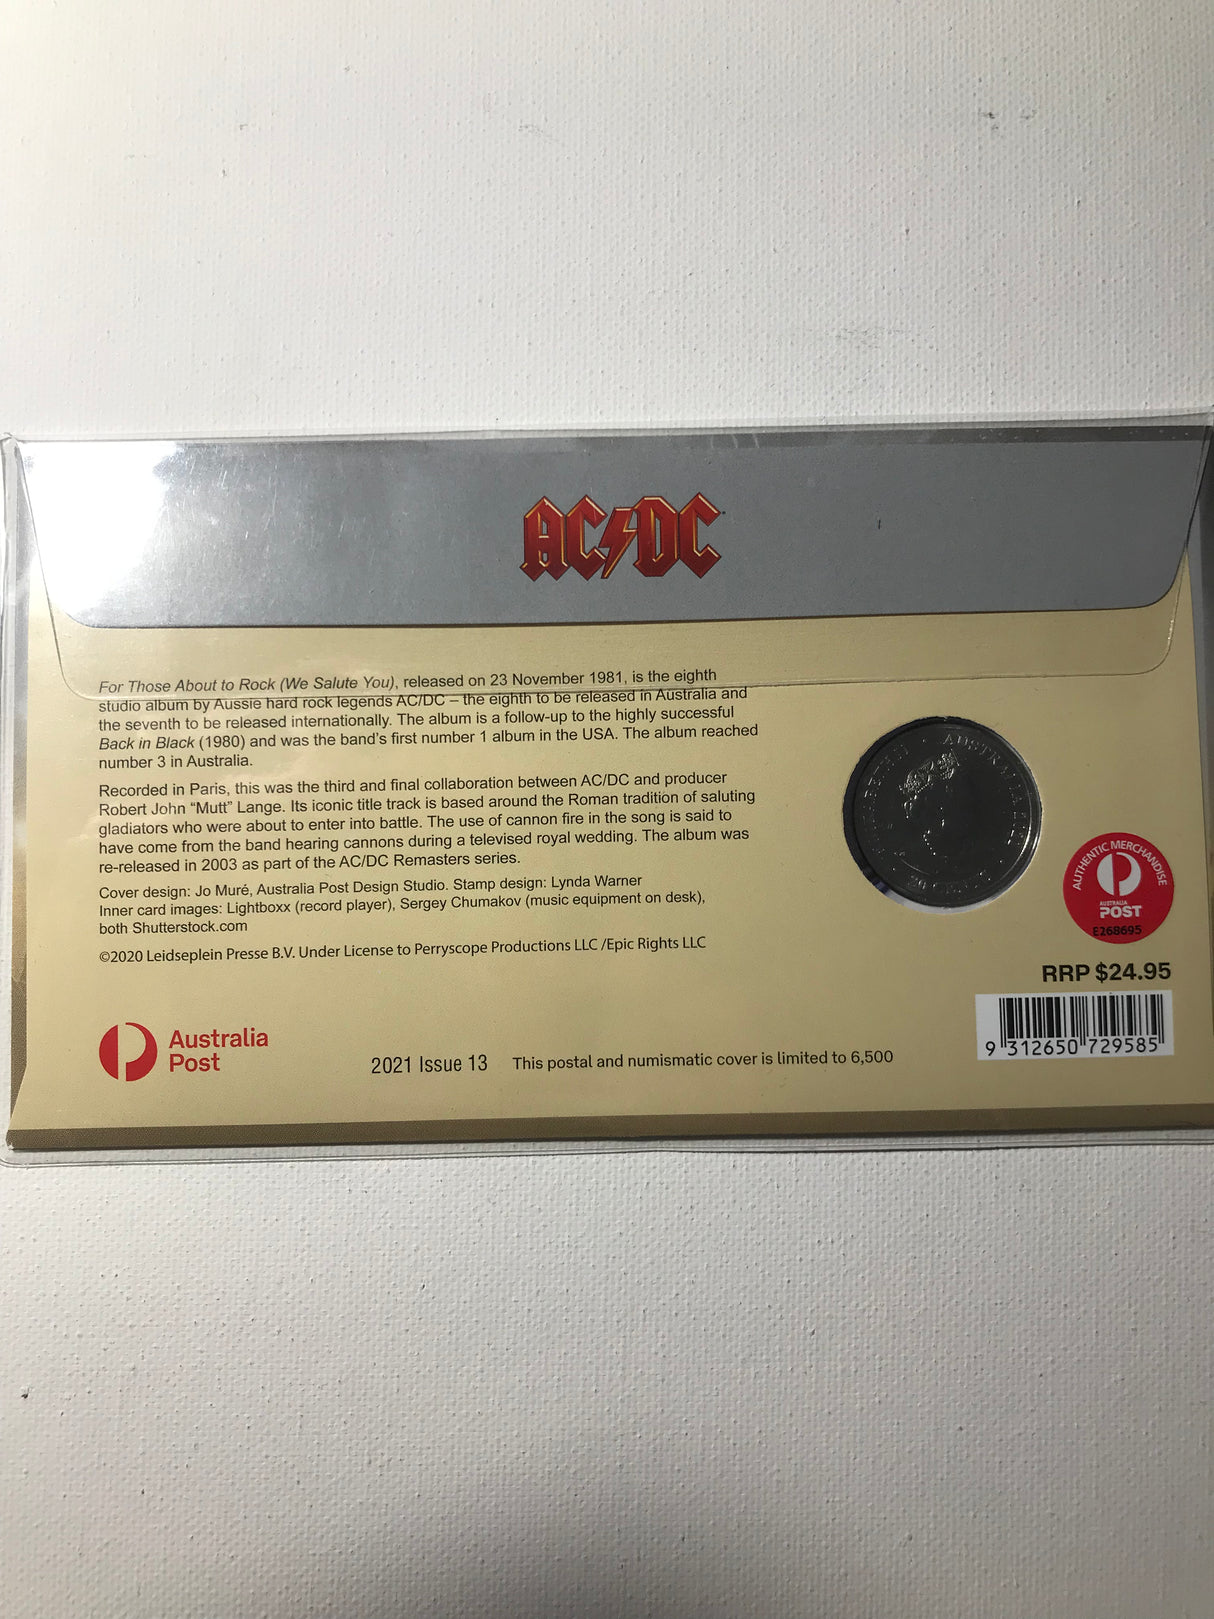 AC/DC
For Those About to Rock (We Salute You), released on 23 November 1981, is the eighth
studio album by Aussie hard rock legends AC/DC – the eighth to be released in Australia and
the seventh to be released internationally. The album is a follow-up to the highly successful
Back in Black (1980) and was the band's first number 1 album in the USA. The album reached
number 3 in Australia.
Recorded in Paris, this was the third and final collaboration between AC/DC and producer
Robert John “Mutt” Lange. Its iconic title track is based around the Roman tradition of saluting
gladiators who were about to enter into battle. The use of cannon fire in the song is said to
have come from the band hearing cannons during a televised royal wedding. The album was
re-released in 2003 as part of the AC/DC Remasters series.
Cover design: Jo Muré, Australia Post Design Studio. Stamp design: Lynda Warner
Inner card images: Lightboxx (record player), Sergey Chumakov (music equipment on desk),
both Shutterstock.com
©2020 Leidseplein Presse B.V. Under License to Perryscope Productions LLC /Epic Rights LLC
AUSTRALIA
20 CENTS
AUTHENTIC MERCHANDISE
AUSTRALIA
POST
E268695
RRP $24.95
9 312650 729585
Australia
Post
2021 Issue 13 This postal and numismatic cover is limited to 6,500